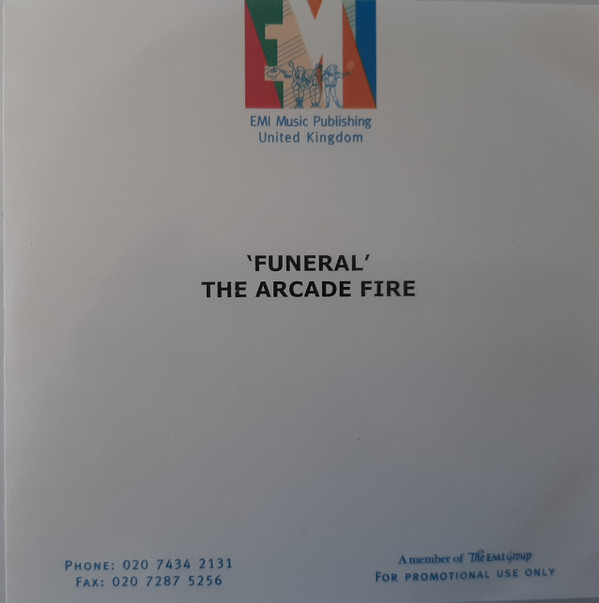 EMI
EMI Music Publishing
United Kingdom
‘FUNERAL’
THE ARCADE FIRE
PHONE: 020 7434 2131
FAX: 020 7287 5256
A member of The EMI Group
FOR PROMOTIONAL USE ONLY